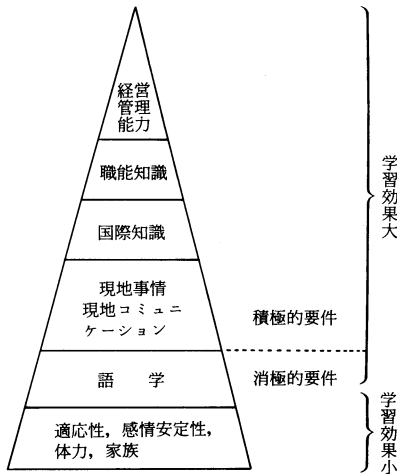 経営
管理
能力
職能知識
国際知識
現地事情
現地コミュニ
ケーション
積極的要件
語　学
消極的要件
適応性，感情安定性，
体力，家族
学習効果大
学習効果小